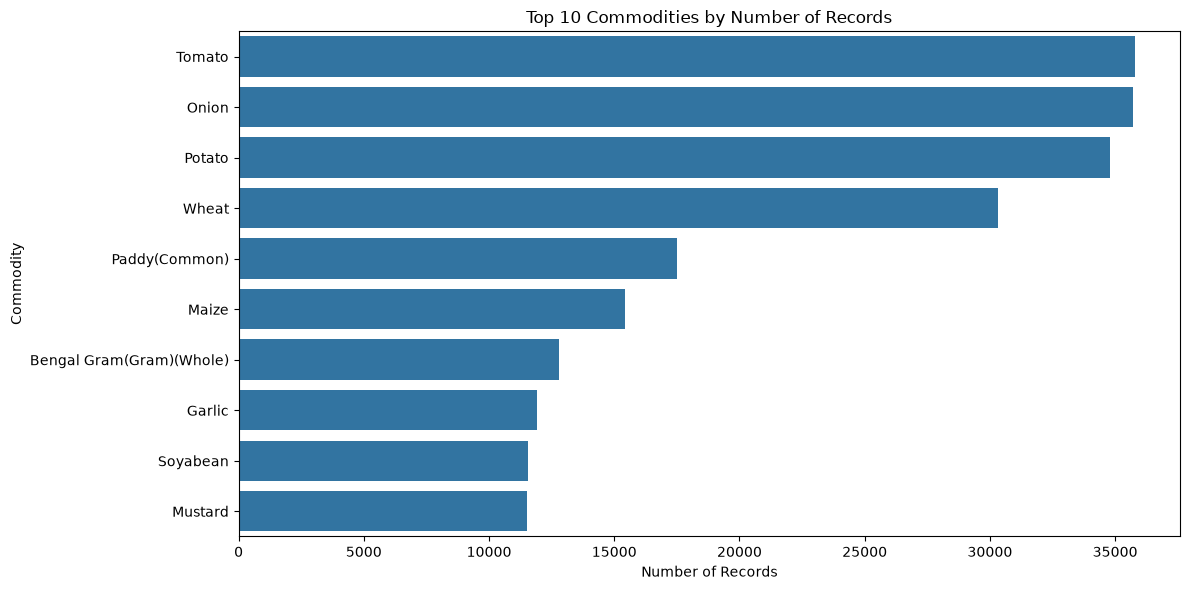 Top 10 Commodities by Number of Records
Commodity
Tomato
Onion
Potato
Wheat
Paddy(Common)
Maize
Bengal Gram(Gram)(Whole)
Garlic
Soyabean
Mustard
0 5000 10000 15000 20000 25000 30000 35000
Number of Records